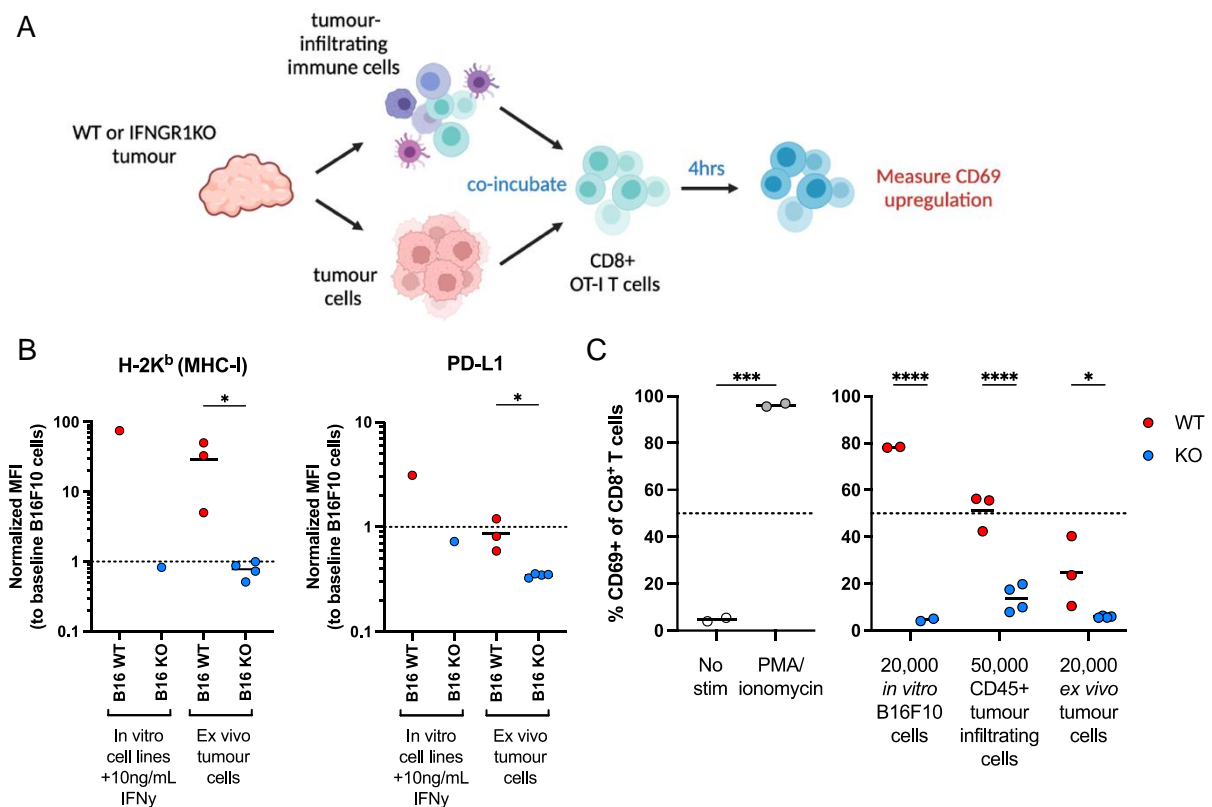 A
tumour-
infiltrating
immune cells
WT or IFNGR1KO
tumour
co-incubate
4hrs
Measure CD69
upregulation
tumour
cells
CD8+
OT-I T cells
B
H-2Kᵇ (MHC-I)
*
Normalized MFI
(to baseline B16F10 cells)
100
10
1
0.1
B16 WT
B16 KO
B16 WT
B16 KO
In vitro
cell lines
+10ng/mL
IFNy
Ex vivo
tumour
cells
PD-L1
*
Normalized MFI
(to baseline B16F10 cells)
10
1
0.1
B16 WT
B16 KO
B16 WT
B16 KO
In vitro
cell lines
+10ng/mL
IFNy
Ex vivo
tumour
cells
C
***
% CD69+ of CD8⁺ T cells
100
80
60
40
20
0
No
stim
PMA/
ionomycin
**** **** *
100
80
60
40
20
0
20,000
in vitro
B16F10
cells
50,000
CD45+
tumour
infiltrating
cells
20,000
ex vivo
tumour
cells
WT
KO